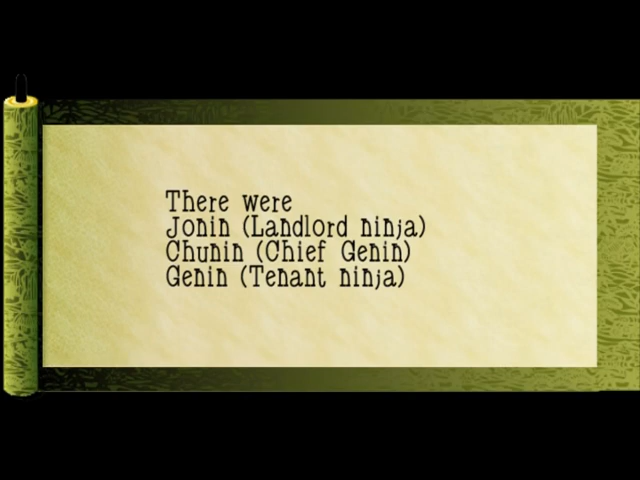 There were
Jonin (Landlord ninja)
Chunin (Chief Genin)
Genin (Tenant ninja)